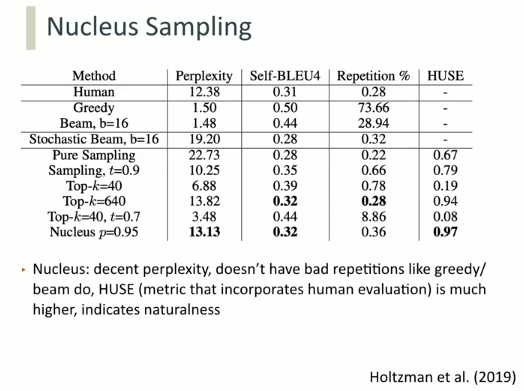 Nucleus Sampling
Method Perplexity Self-BLEU4 Repetition % HUSE
Human 12.38 0.31 0.28 -
Greedy 1.50 0.50 73.66 -
Beam, b=16 1.48 0.44 28.94 -
Stochastic Beam, b=16 19.20 0.28 0.32 -
Pure Sampling 22.73 0.28 0.22 0.67
Sampling, t=0.9 10.25 0.35 0.66 0.79
Top-k=40 6.88 0.39 0.78 0.19
Top-k=640 13.82 0.32 0.28 0.94
Top-k=40, t=0.7 3.48 0.44 8.86 0.08
Nucleus p=0.95 13.13 0.32 0.36 0.97
‣ Nucleus: decent perplexity, doesn't have bad repetitions like greedy/
beam do, HUSE (metric that incorporates human evaluation) is much
higher, indicates naturalness
Holtzman et al. (2019)